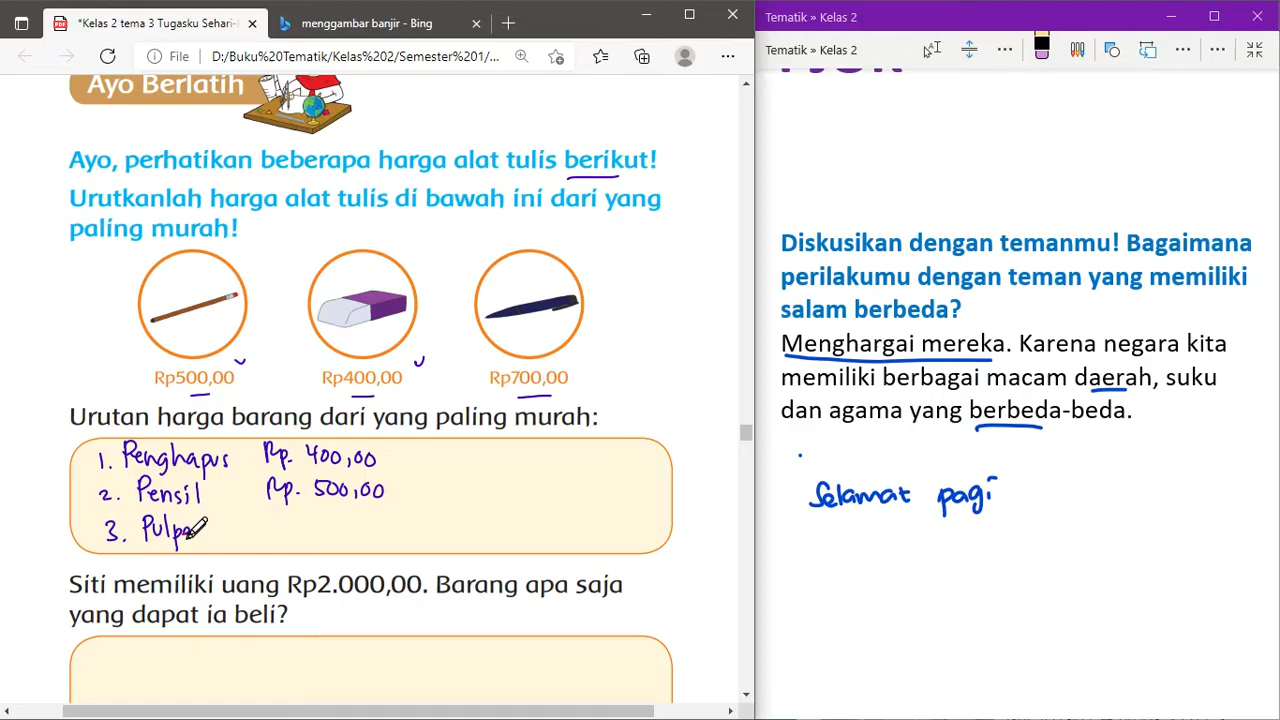 *Kelas 2 tema 3 Tugasku Sehari-
menggambar banjir - Bing
File
D:/Buku%20Tematik/Kelas%202/Semester%201/...
Ayo Berlatih
Ayo, perhatikan beberapa harga alat tulis berikut!
Urutkanlah harga alat tulis di bawah ini dari yang
paling murah!
Rp500,00
Rp400,00
Rp700,00
Urutan harga barang dari yang paling murah:
1. Penghapus Rp. 400,00
2. Pensil Rp. 500,00
3. Pulpe
Siti memiliki uang Rp2.000,00. Barang apa saja
yang dapat ia beli?
Tematik » Kelas 2
Tematik » Kelas 2
Diskusikan dengan temanmu! Bagaimana
perilakumu dengan teman yang memiliki
salam berbeda?
Menghargai mereka. Karena negara kita
memiliki berbagai macam daerah, suku
dan agama yang berbeda-beda.
Selamat pagi